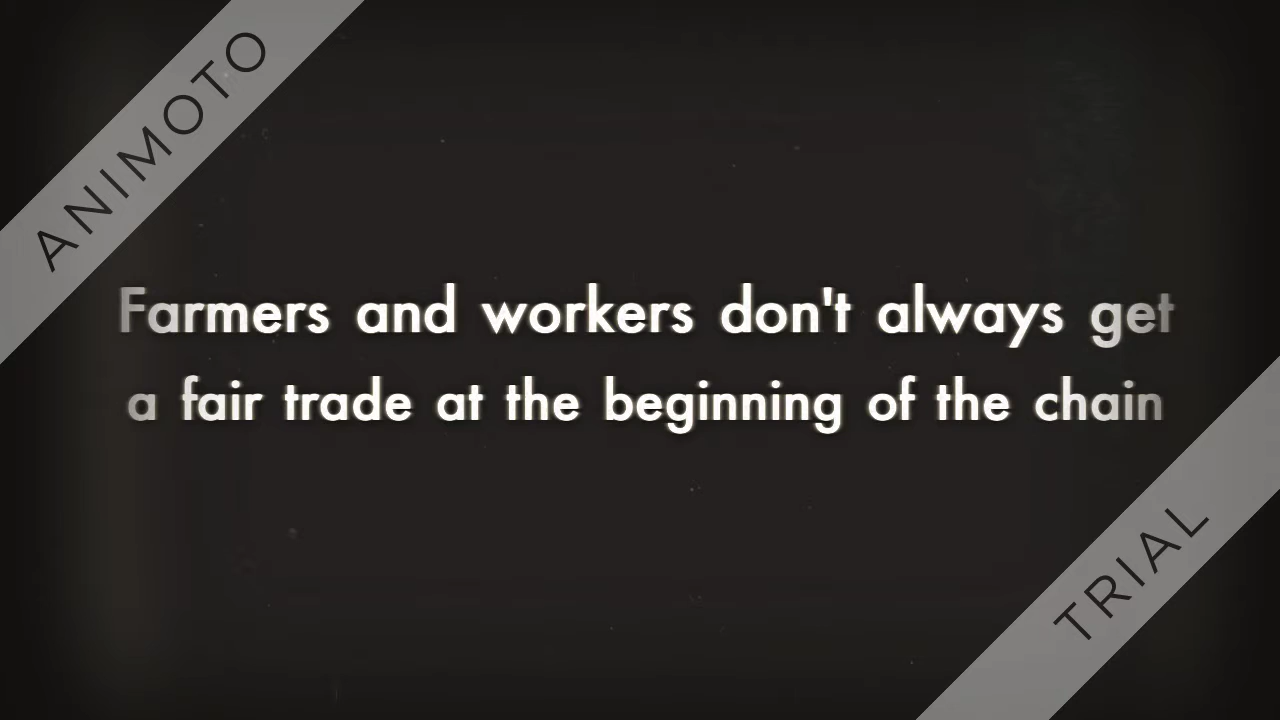 ANIMOTO
Farmers and workers don't always get
a fair trade at the beginning of the chain
TRIAL